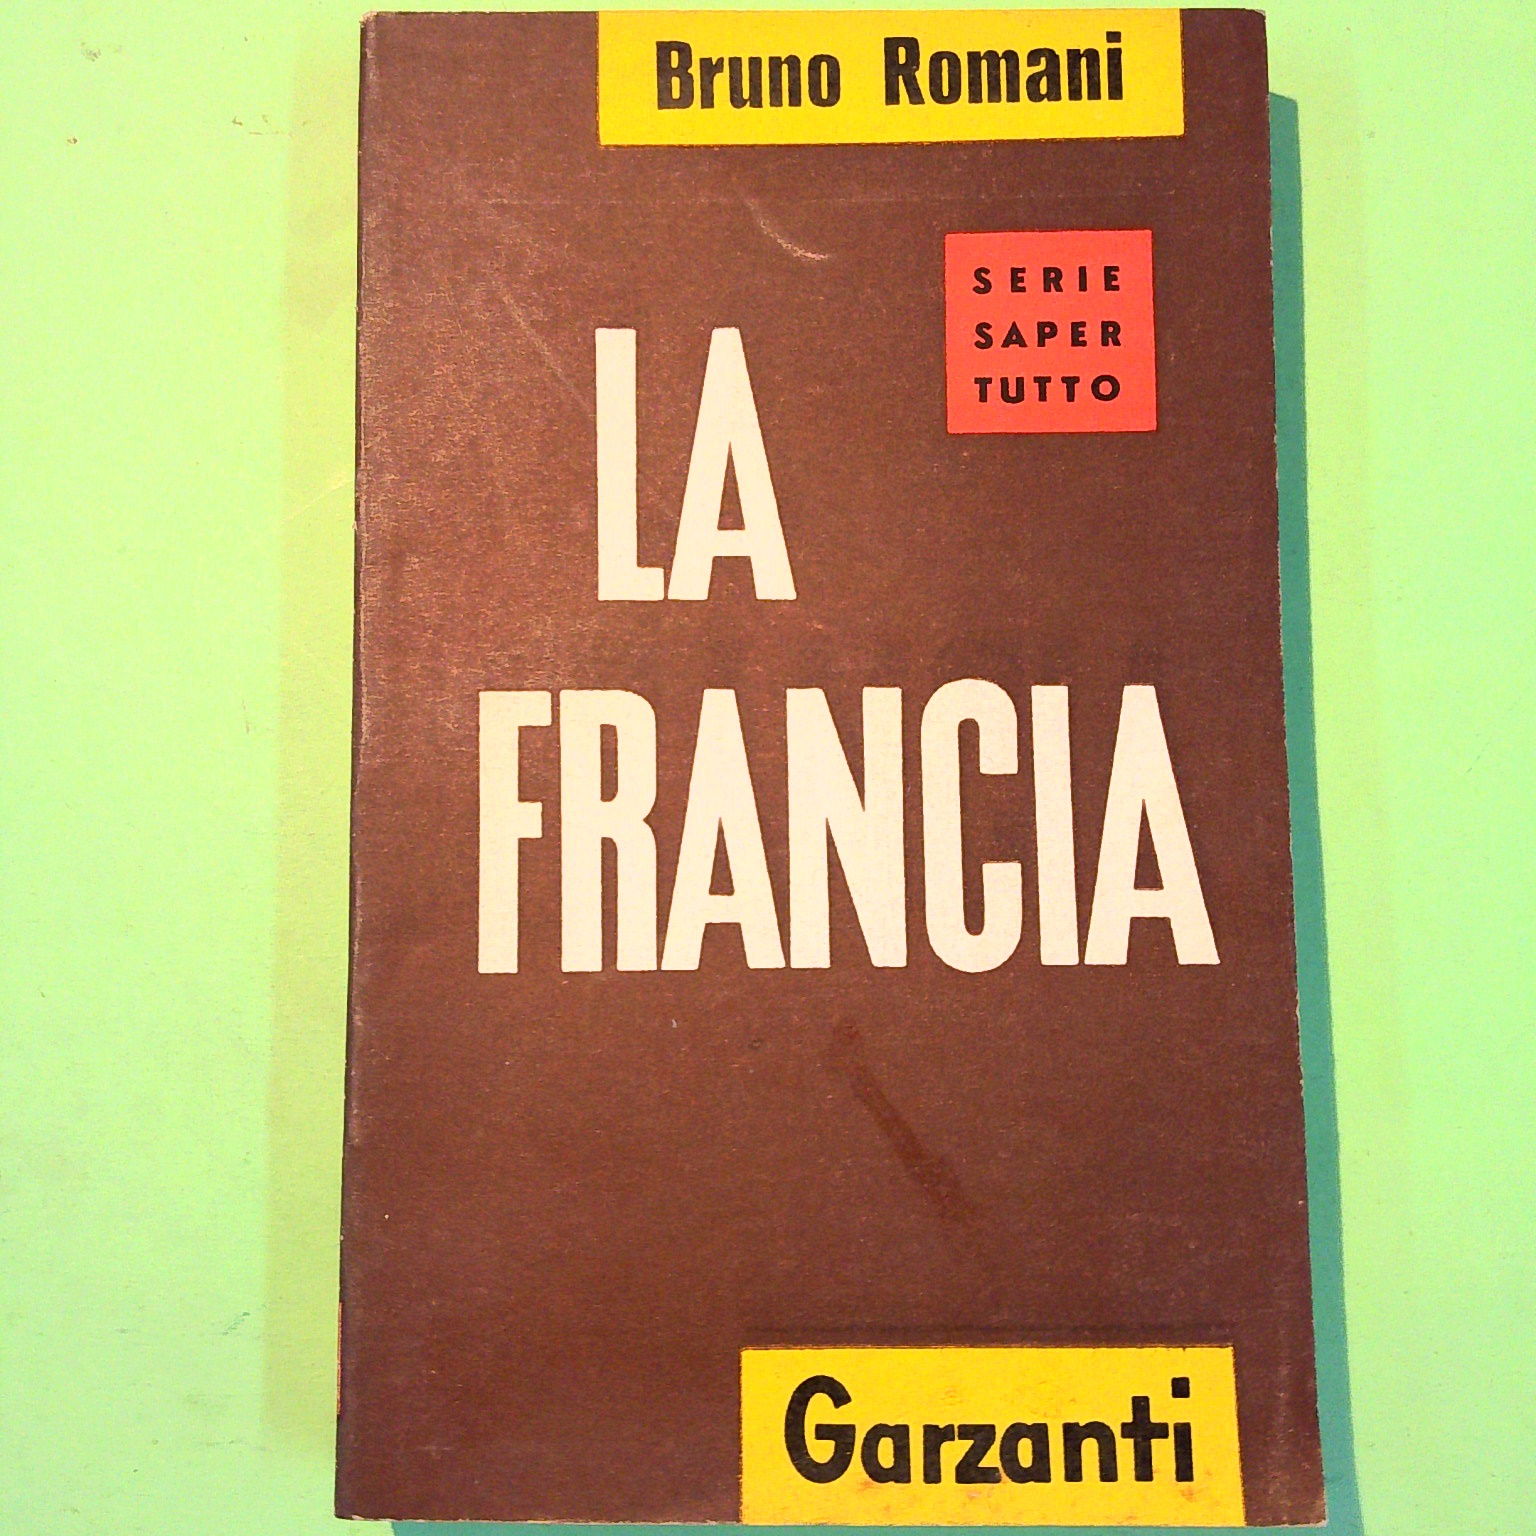 Bruno Romani
SERIE
SAPER
TUTTO
LA
FRANCIA
Garzanti